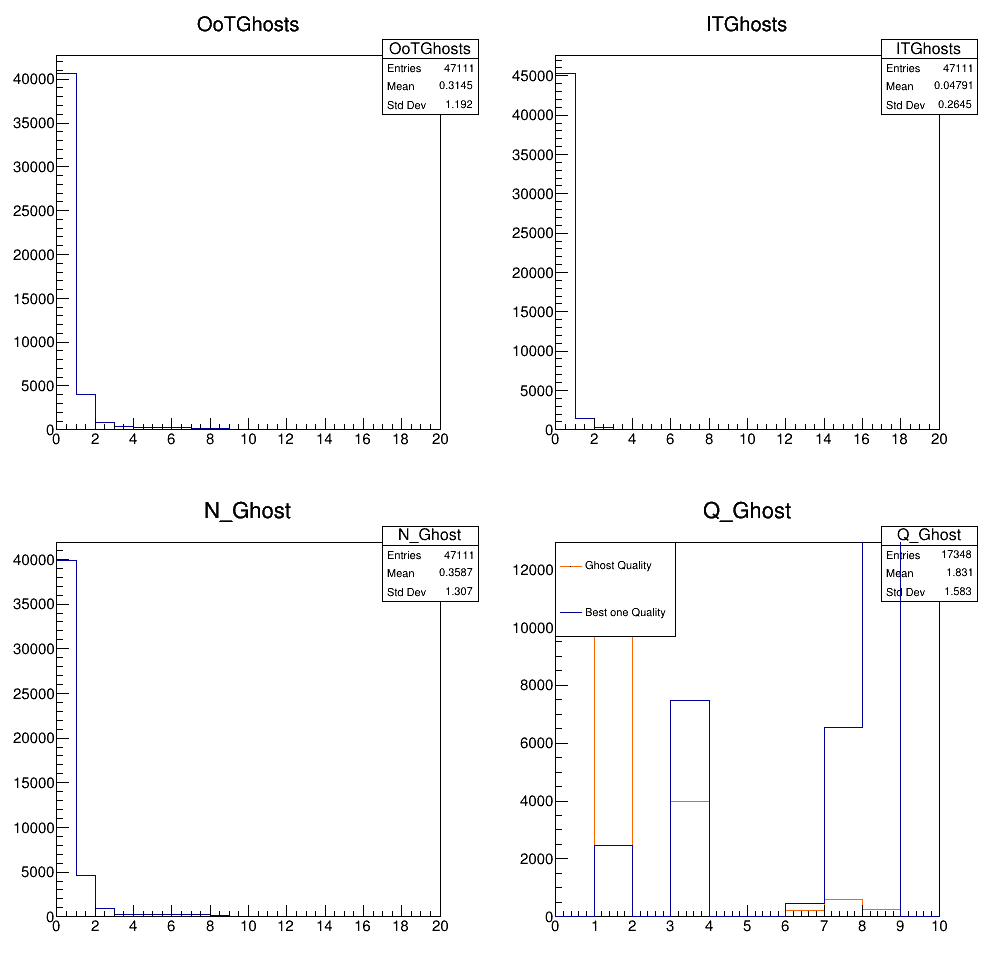 OoTGhosts
OoTGhosts
Entries 47111
Mean 0.3145
Std Dev 1.192
40000
35000
30000
25000
20000
15000
10000
5000
0
0 2 4 6 8 10 12 14 16 18 20
ITGhosts
ITGhosts
Entries 47111
Mean 0.04791
Std Dev 0.2645
45000
40000
35000
30000
25000
20000
15000
10000
5000
0
0 2 4 6 8 10 12 14 16 18 20
N_Ghost
N_Ghost
Entries 47111
Mean 0.3587
Std Dev 1.307
40000
35000
30000
25000
20000
15000
10000
5000
0
0 2 4 6 8 10 12 14 16 18 20
Q_Ghost
Q_Ghost
Entries 17348
Mean 1.831
Std Dev 1.583
Ghost Quality
Best one Quality
12000
10000
8000
6000
4000
2000
0
0 1 2 3 4 5 6 7 8 9 10